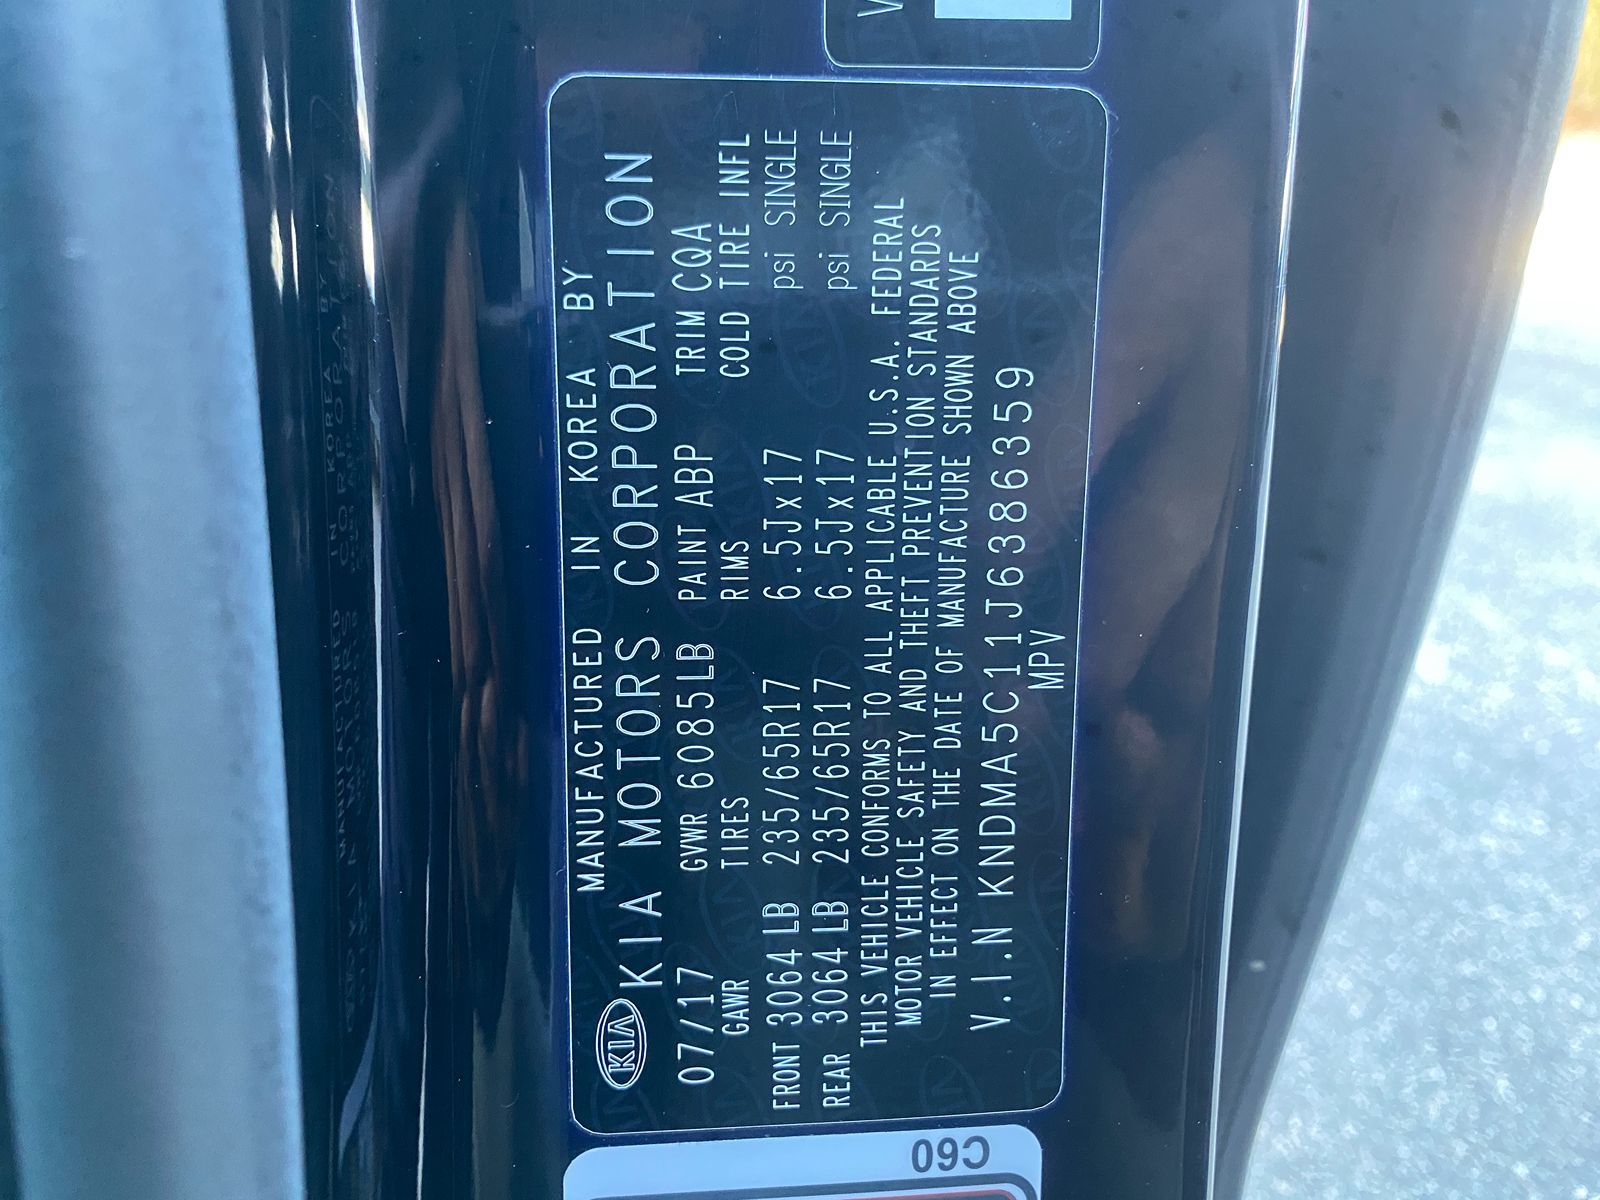 KIA
MANUFACTURED IN KOREA BY
KIA MOTORS CORPORATION
07/17 GVWR 6085LB PAINT ABP TRIM CQA
GAWR TIRES RIMS COLD TIRE INFL
FRONT 3064 LB 235/65R17 6.5Jx17 psi SINGLE
REAR 3064 LB 235/65R17 6.5Jx17 psi SINGLE
THIS VEHICLE CONFORMS TO ALL APPLICABLE U.S.A. FEDERAL
MOTOR VEHICLE SAFETY AND THEFT PREVENTION STANDARDS
IN EFFECT ON THE DATE OF MANUFACTURE SHOWN ABOVE
V.I.N KNDMA5C11J6386359
MPV
C60